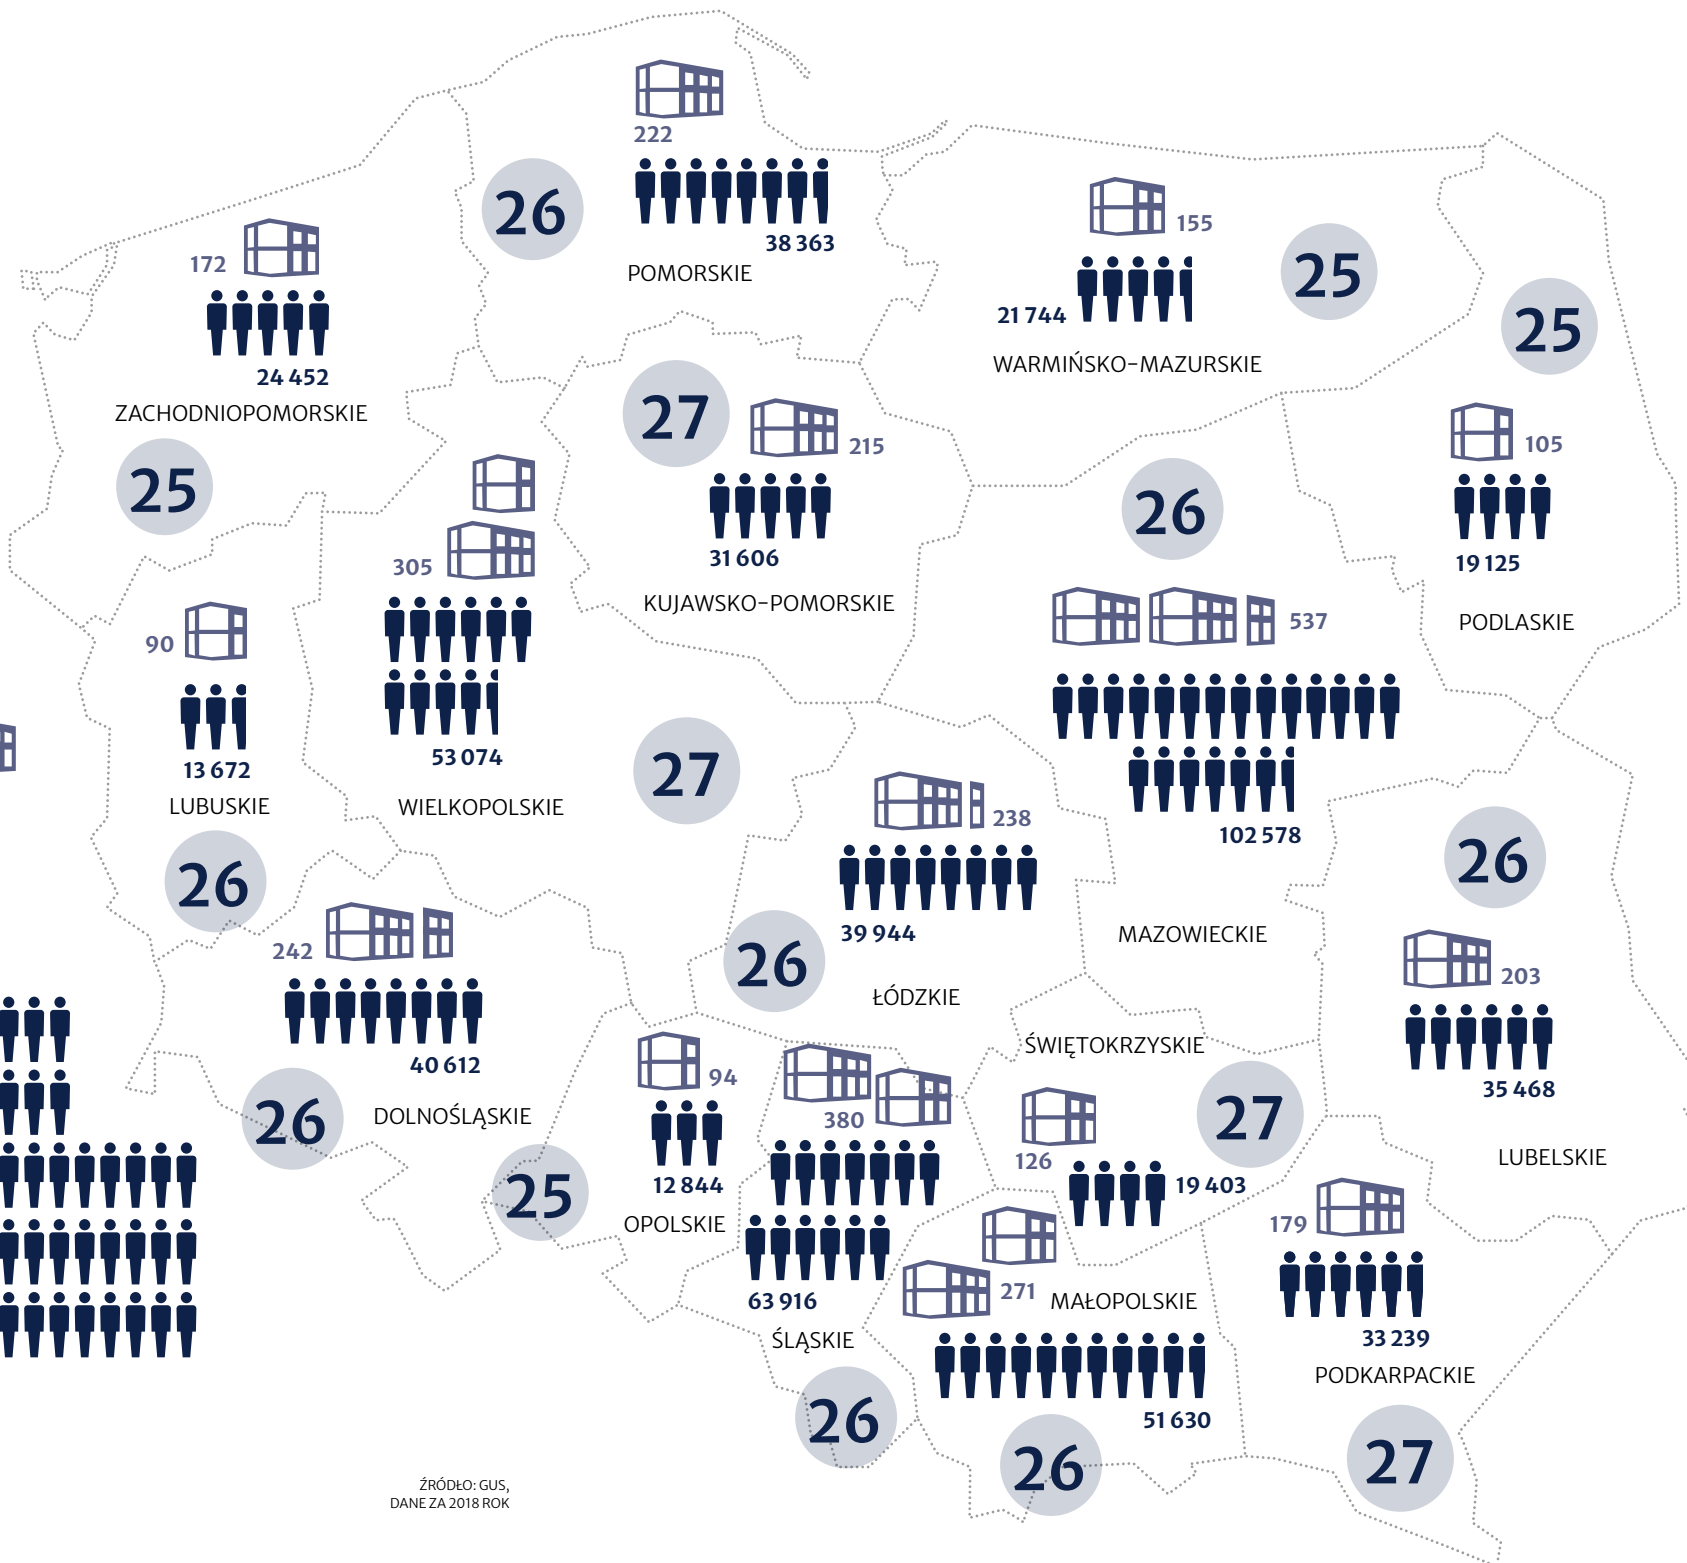 222
26
38 363
POMORSKIE
172
24 452
ZACHODNIOPOMORSKIE
25
155
25
21 744
WARMIŃSKO-MAZURSKIE
25
105
19 125
PODLASKIE
27
215
31 606
KUJAWSKO-POMORSKIE
305
53 074
WIELKOPOLSKIE
27
26
537
102 578
MAZOWIECKIE
90
13 672
LUBUSKIE
26
238
39 944
26
ŁÓDZKIE
26
203
35 468
LUBELSKIE
242
40 612
26
DOLNOŚLĄSKIE
94
12 844
25
OPOLSKIE
380
63 916
ŚLĄSKIE
26
ŚWIĘTOKRZYSKIE
27
126
19 403
271
MAŁOPOLSKIE
51 630
26
179
33 239
PODKARPACKIE
27
ŹRÓDŁO: GUS,
DANE ZA 2018 ROK